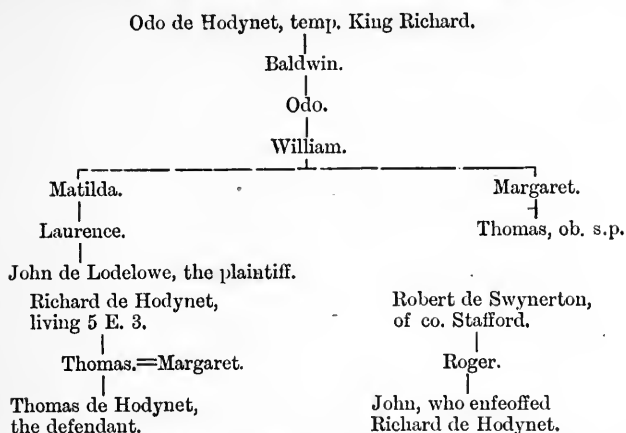 Odo de Hodynet, temp. King Richard.
Baldwin.
Odo.
William.
Matilda.
Margaret.
Laurence.
Thomas, ob. s.p.
John de Lodelowe, the plaintiff.
Richard de Hodynet,
living 5 E. 3.
Robert de Swynerton,
of co. Stafford.
Thomas.=Margaret.
Roger.
Thomas de Hodynet,
the defendant.
John, who enfeoffed
Richard de Hodynet.